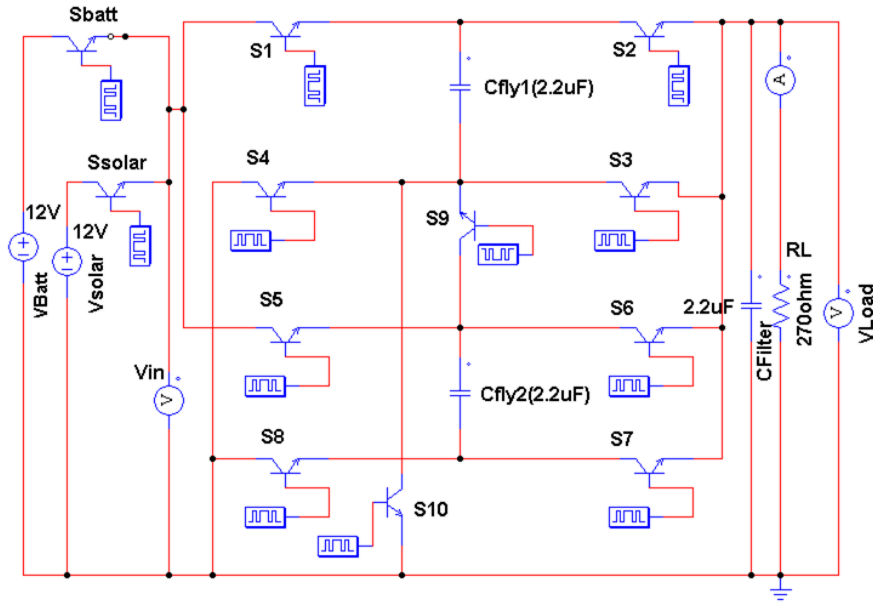 Sbatt
S1
S2
Cfly1(2.2uF)
Ssolar
S4
S3
S9
12V
12V
VBatt
Vsolar
A
RL
270ohm
S5
S6
2.2uF
CFilter
V
VLoad
Vin
V
Cfly2(2.2uF)
S8
S7
S10